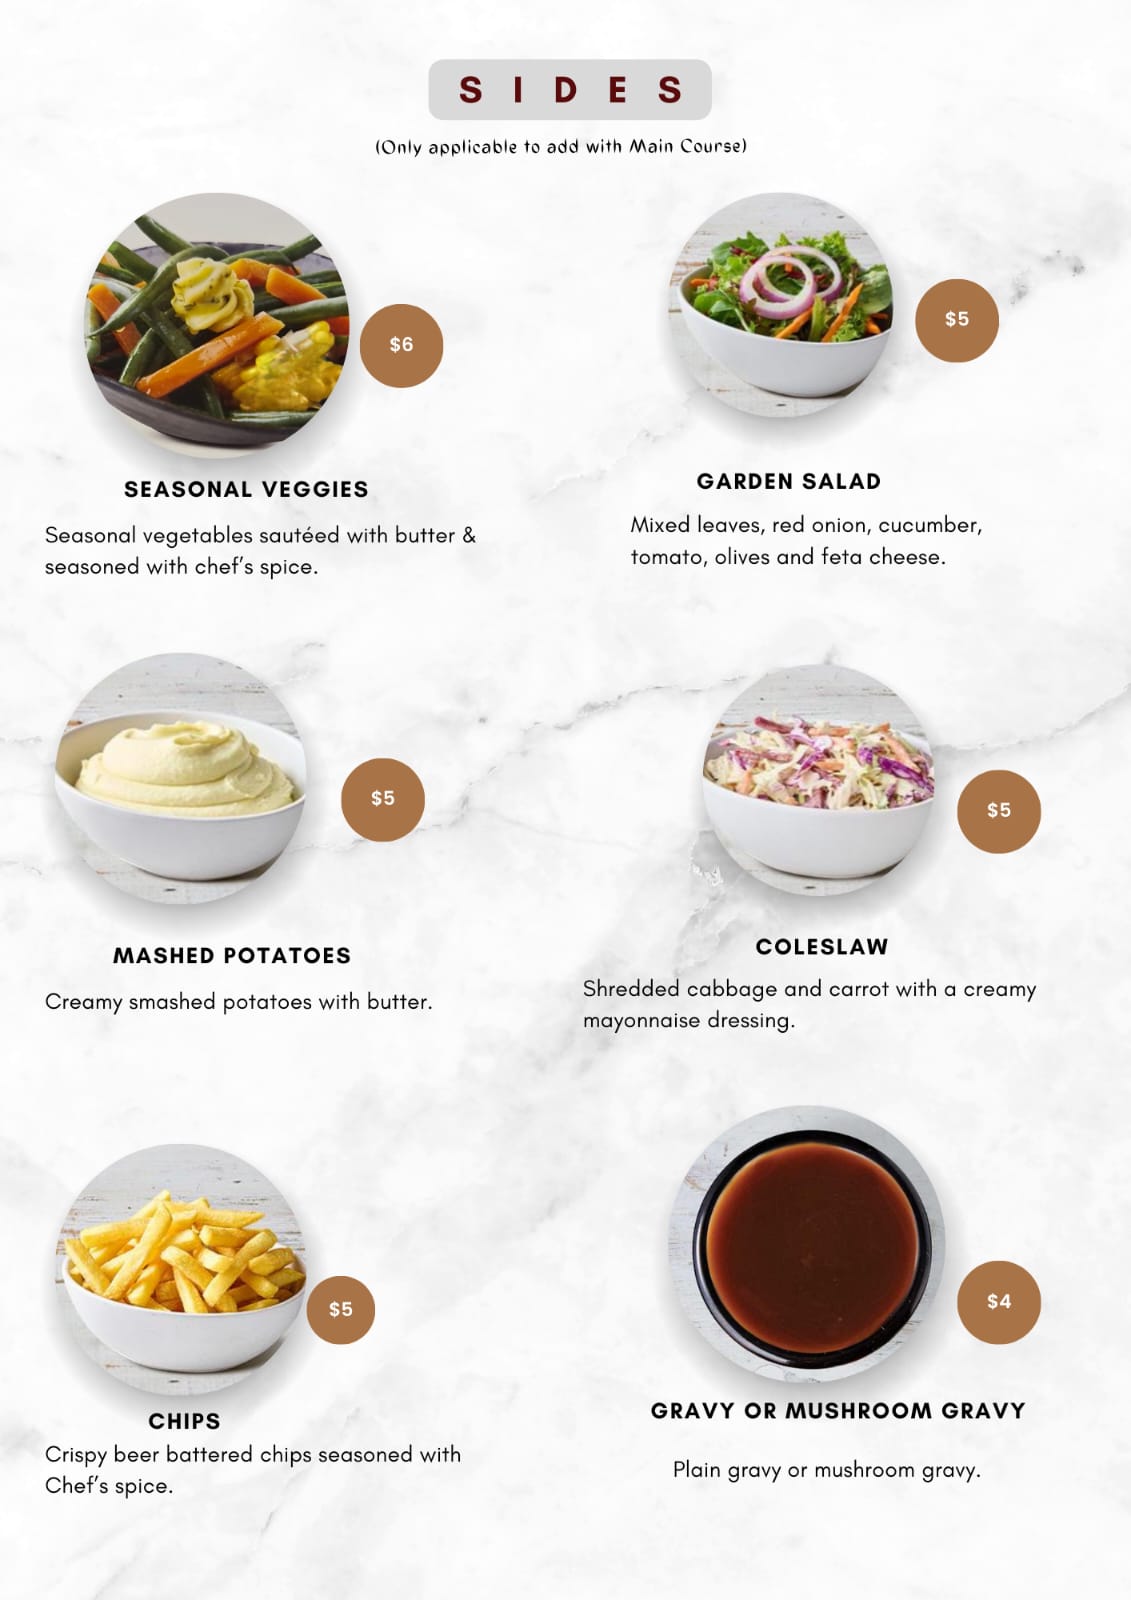 SIDES
(Only applicable to add with Main Course)
$6
$5
SEASONAL VEGGIES
Seasonal vegetables sautéed with butter &
seasoned with chef's spice.
GARDEN SALAD
Mixed leaves, red onion, cucumber,
tomato, olives and feta cheese.
$5
$5
MASHED POTATOES
Creamy smashed potatoes with butter.
COLESLAW
Shredded cabbage and carrot with a creamy
mayonnaise dressing.
$5
$4
CHIPS
Crispy beer battered chips seasoned with
Chef's spice.
GRAVY OR MUSHROOM GRAVY
Plain gravy or mushroom gravy.